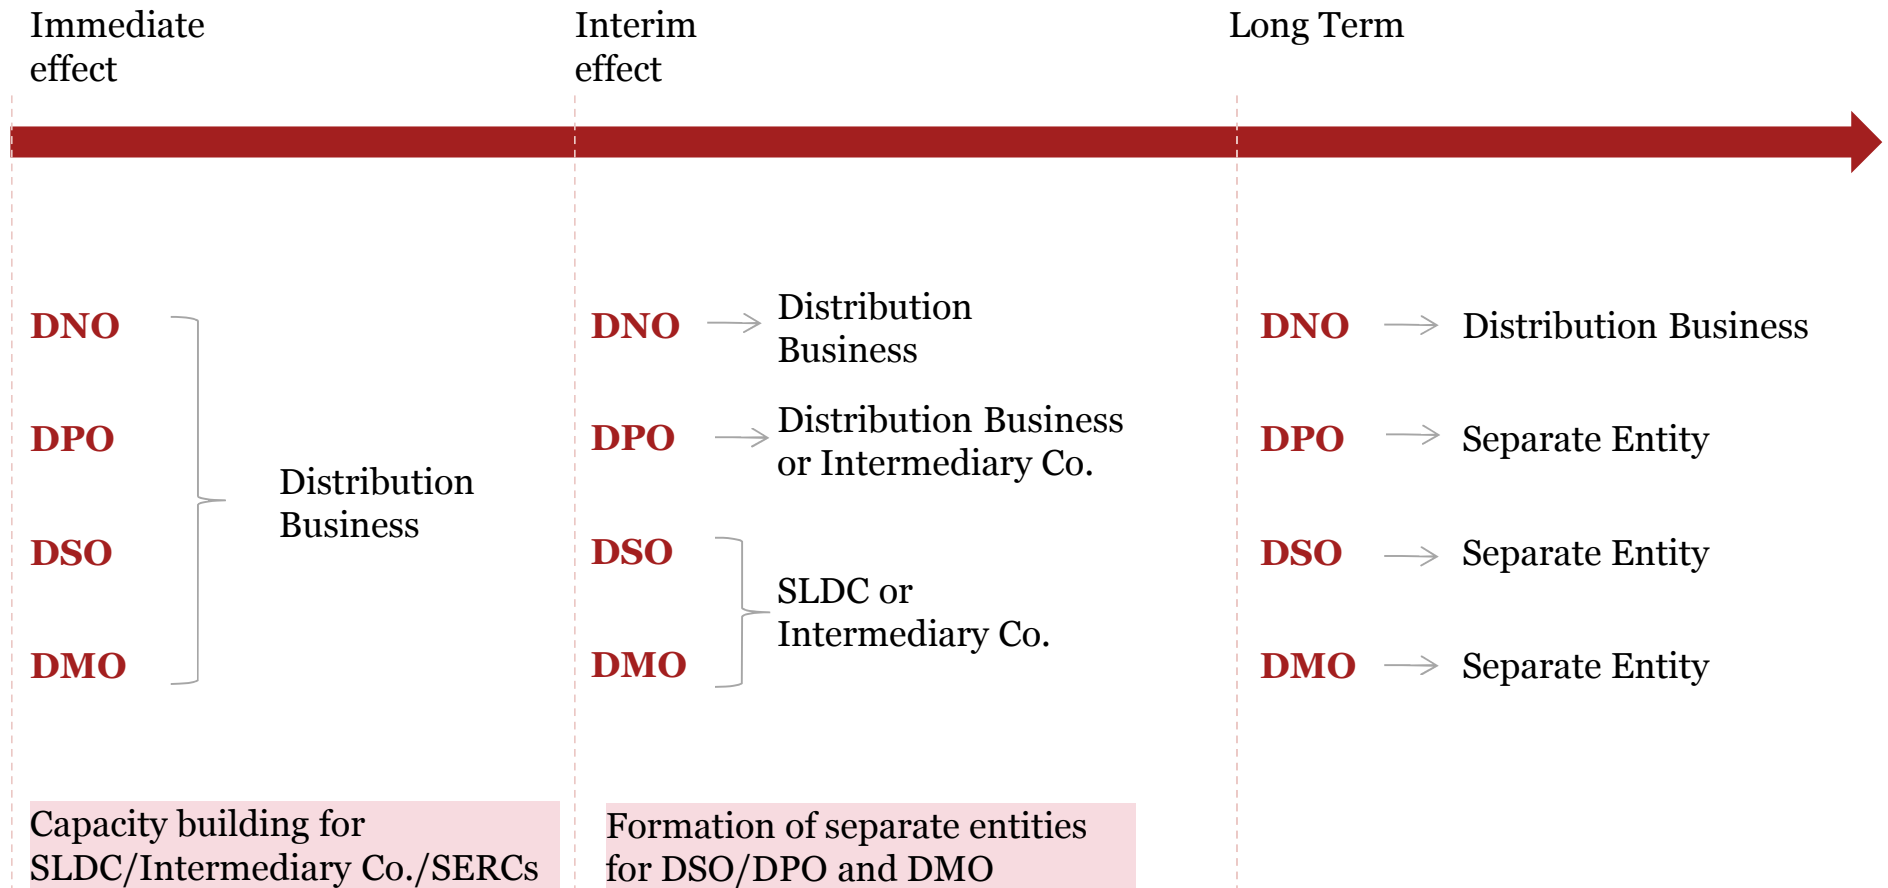 Immediate
effect
Interim
effect
Long Term
DNO
DPO
DSO
DMO
Distribution
Business
DNO
Distribution
Business
DPO
Distribution Business
or Intermediary Co.
DSO
DMO
SLDC or
Intermediary Co.
DNO
Distribution Business
DPO
Separate Entity
DSO
Separate Entity
DMO
Separate Entity
Capacity building for
SLDC/Intermediary Co./SERCs
Formation of separate entities
for DSO/DPO and DMO